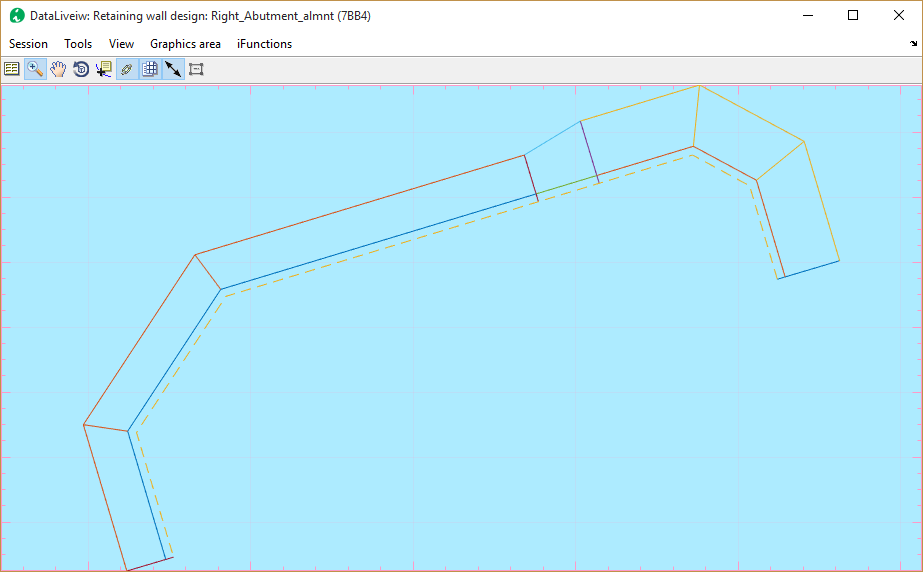 DataLiveiw: Retaining wall design: Right_Abutment_almnt (7BB4)
Session Tools View Graphics area iFunctions